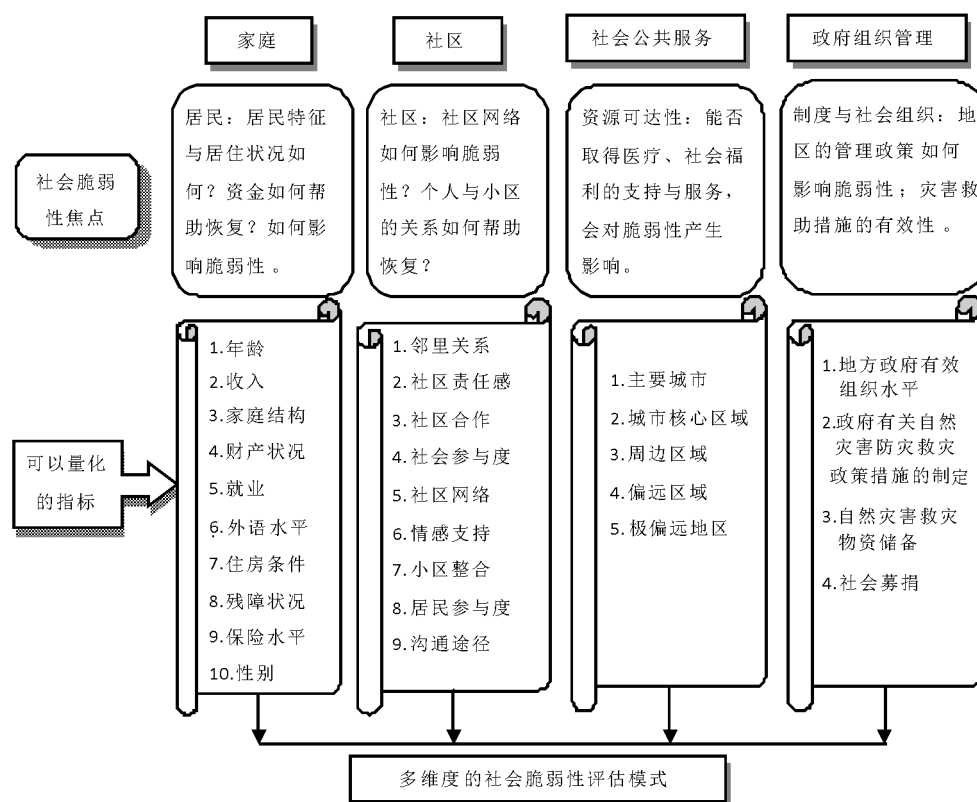 家庭
社区
社会公共服务
政府组织管理
社会脆弱
性焦点
居民：居民特征
与居住状况如
何？资金如何帮
助恢复？如何影
响脆弱性。
社区：社区网络
如何影响脆弱
性？个人与小区
的关系如何帮助
恢复？
资源可达性：能否
取得医疗、社会福
利的支持与服务，
会对脆弱性产生
影响。
制度与社会组织：地
区的管理政策如何
影响脆弱性；灾害救
助措施的有效性。
可以量化
的指标
1.年龄
2.收入
3.家庭结构
4.财产状况
5.就业
6.外语水平
7.住房条件
8.残障状况
9.保险水平
10.性别
1.邻里关系
2.社区责任感
3.社区合作
4.社会参与度
5.社区网络
6.情感支持
7.小区整合
8.居民参与度
9.沟通途径
1.主要城市
2.城市核心区域
3.周边区域
4.偏远区域
5.极偏远地区
1.地方政府有效
组织水平
2.政府有关自然
灾害防灾救灾
政策措施的制定
3.自然灾害救灾
物资储备
4.社会募捐
多维度的社会脆弱性评估模式